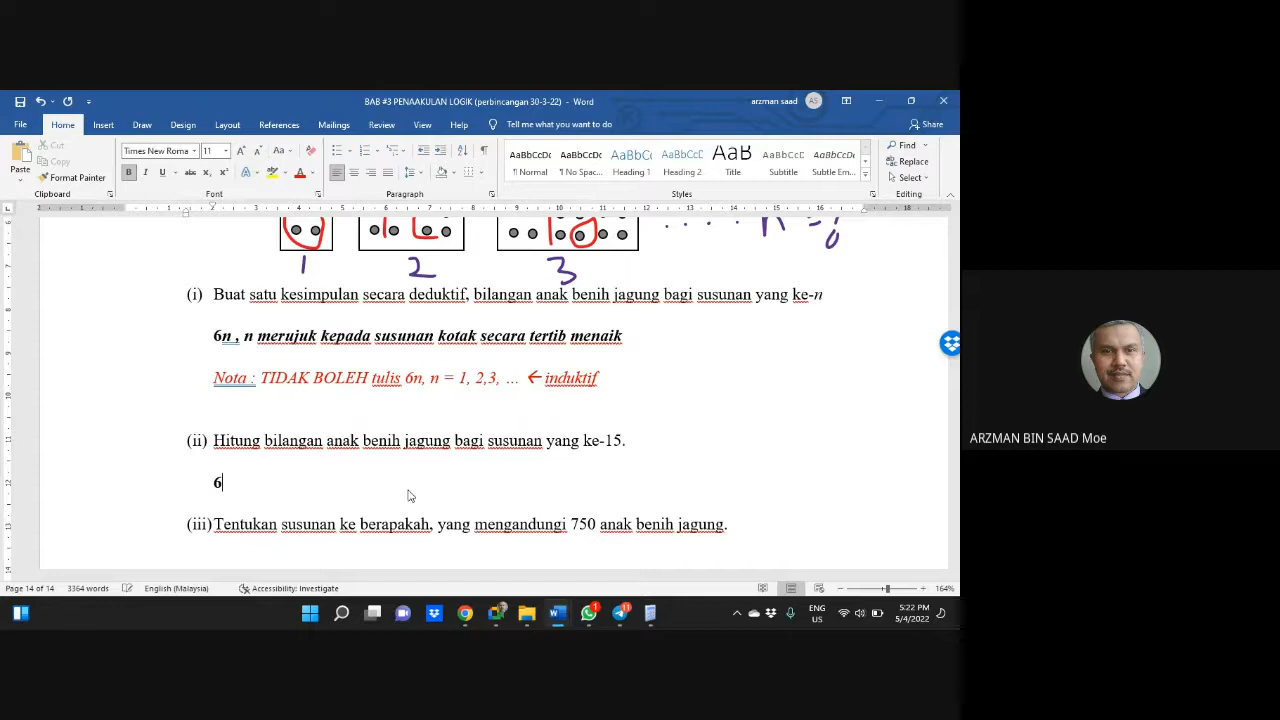 BAB #3 PENAAKULAN LOGIK (perbincangan 30-3-22) - Word
arzman saad
AS
File Home Insert Draw Design Layout References Mailings Review View Help Tell me what you want to do Share
Paste
Cut
Copy
Format Painter
Clipboard
Times New Roma 11
Font
Paragraph
AaBbCcDc AaBbCcDc AaBbCc AaBbCcDc AaB AaBbCcD AaBbCcDc
¶ Normal ¶ No Spac... Heading 1 Heading 2 Title Subtitle Subtle Em...
Styles
Find
Replace
Select
Editing
1 2 3
(i) Buat satu kesimpulan secara deduktif, bilangan anak benih jagung bagi susunan yang ke-n
6n , n merujuk kepada susunan kotak secara tertib menaik
Nota : TIDAK BOLEH tulis 6n, n = 1, 2,3, … ← induktif
(ii) Hitung bilangan anak benih jagung bagi susunan yang ke-15.
6
(iii) Tentukan susunan ke berapakah, yang mengandungi 750 anak benih jagung.
ARZMAN BIN SAAD Moe
Page 14 of 14 3364 words English (Malaysia) Accessibility: Investigate 164%
ENG
US
5:22 PM
5/4/2022